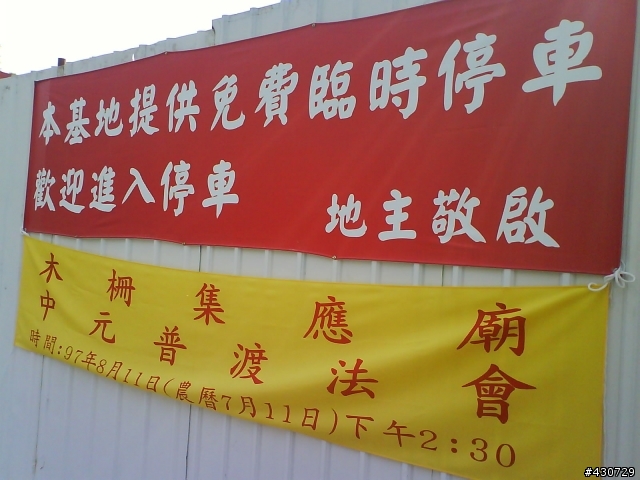 本基地提供免費臨時停車
歡迎進入停車
地主敬啟
木柵集應廟
中元普渡法會
時間:97年8月11日(農曆7月11日)下午2:30
#430729